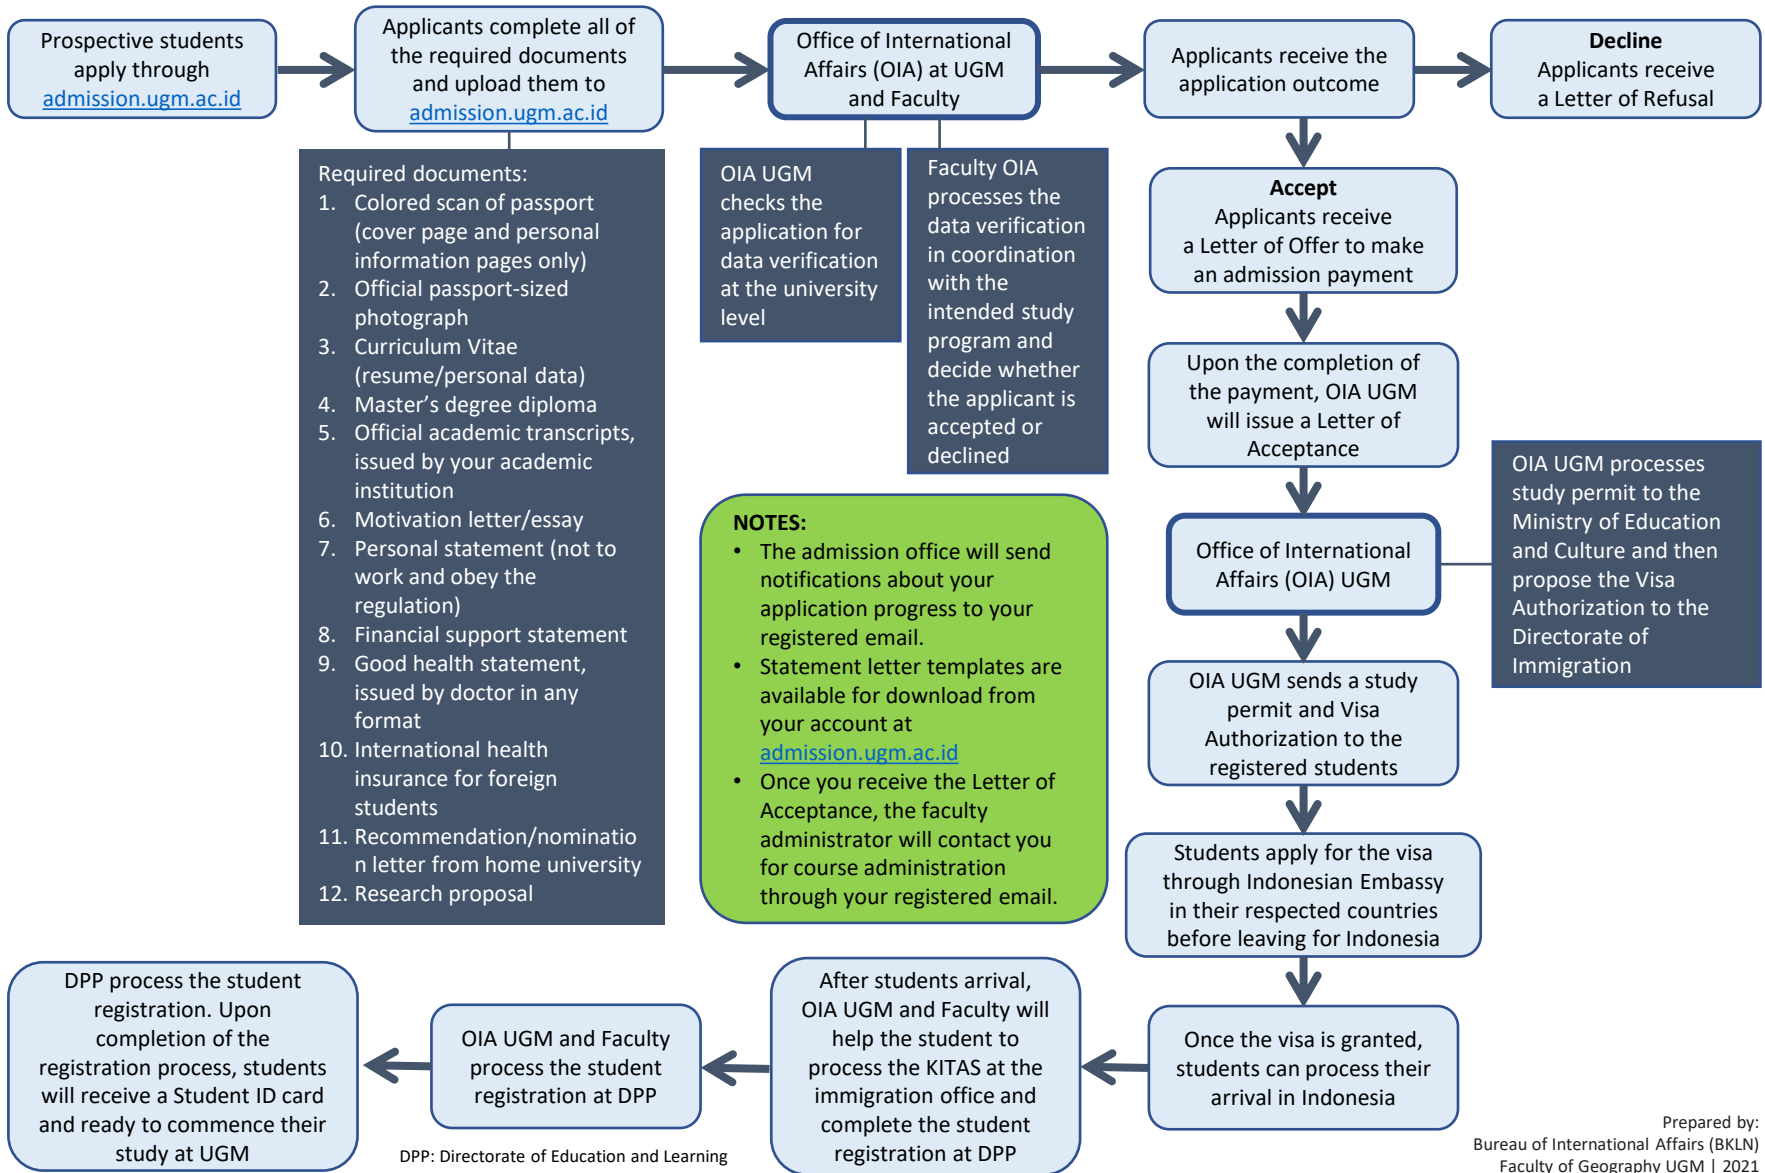 Prospective students
apply through
admission.ugm.ac.id
Applicants complete all of
the required documents
and upload them to
admission.ugm.ac.id
Office of International
Affairs (OIA) at UGM
and Faculty
Applicants receive the
application outcome
Decline
Applicants receive
a Letter of Refusal
Required documents:
1. Colored scan of passport
(cover page and personal
information pages only)
2. Official passport-sized
photograph
3. Curriculum Vitae
(resume/personal data)
4. Master's degree diploma
5. Official academic transcripts,
issued by your academic
institution
6. Motivation letter/essay
7. Personal statement (not to
work and obey the
regulation)
8. Financial support statement
9. Good health statement,
issued by doctor in any
format
10. International health
insurance for foreign
students
11. Recommendation/nominatio
n letter from home university
12. Research proposal
OIA UGM
checks the
application for
data verification
at the university
level
Faculty OIA
processes the
data verification
in coordination
with the
intended study
program and
decide whether
the applicant is
accepted or
declined
Accept
Applicants receive
a Letter of Offer to make
an admission payment
Upon the completion of
the payment, OIA UGM
will issue a Letter of
Acceptance
Office of International
Affairs (OIA) UGM
OIA UGM processes
study permit to the
Ministry of Education
and Culture and then
propose the Visa
Authorization to the
Directorate of
Immigration
NOTES:
• The admission office will send
notifications about your
application progress to your
registered email.
• Statement letter templates are
available for download from
your account at
admission.ugm.ac.id
• Once you receive the Letter of
Acceptance, the faculty
administrator will contact you
for course administration
through your registered email.
OIA UGM sends a study
permit and Visa
Authorization to the
registered students
Students apply for the visa
through Indonesian Embassy
in their respected countries
before leaving for Indonesia
Once the visa is granted,
students can process their
arrival in Indonesia
After students arrival,
OIA UGM and Faculty will
help the student to
process the KITAS at the
immigration office and
complete the student
registration at DPP
OIA UGM and Faculty
process the student
registration at DPP
DPP process the student
registration. Upon
completion of the
registration process, students
will receive a Student ID card
and ready to commence their
study at UGM
DPP: Directorate of Education and Learning
Prepared by:
Bureau of International Affairs (BKLN)
Faculty of Geography UGM | 2021